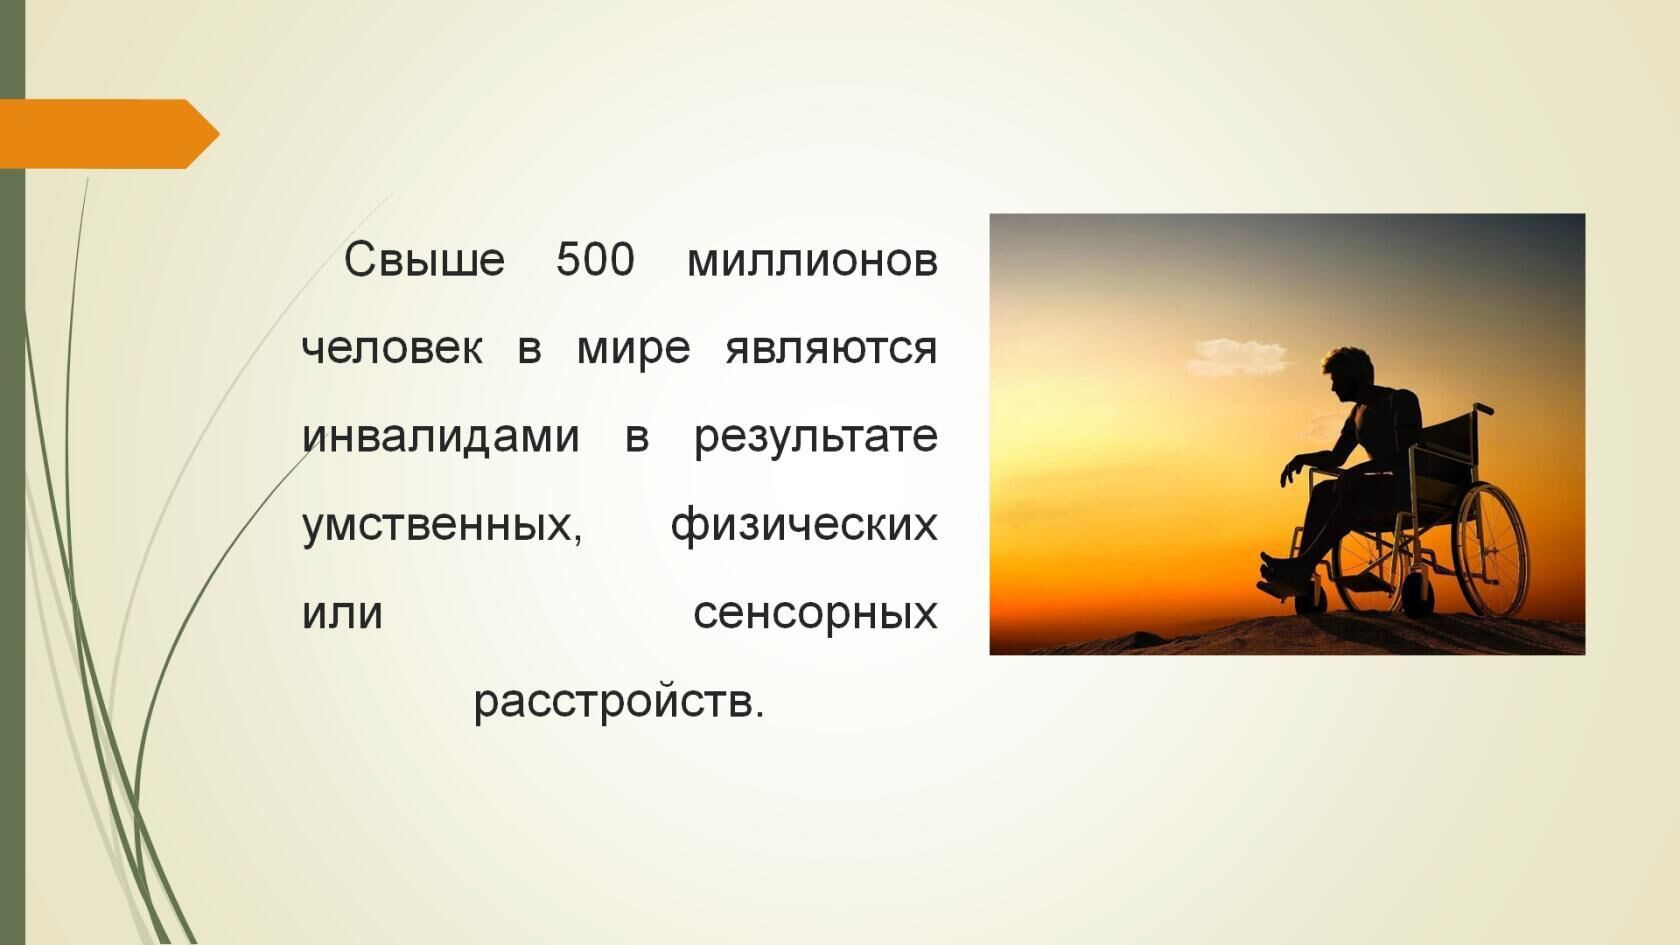 Свыше 500 миллионов
человек в мире являются
инвалидами в результате
умственных, физических
или сенсорных
расстройств.